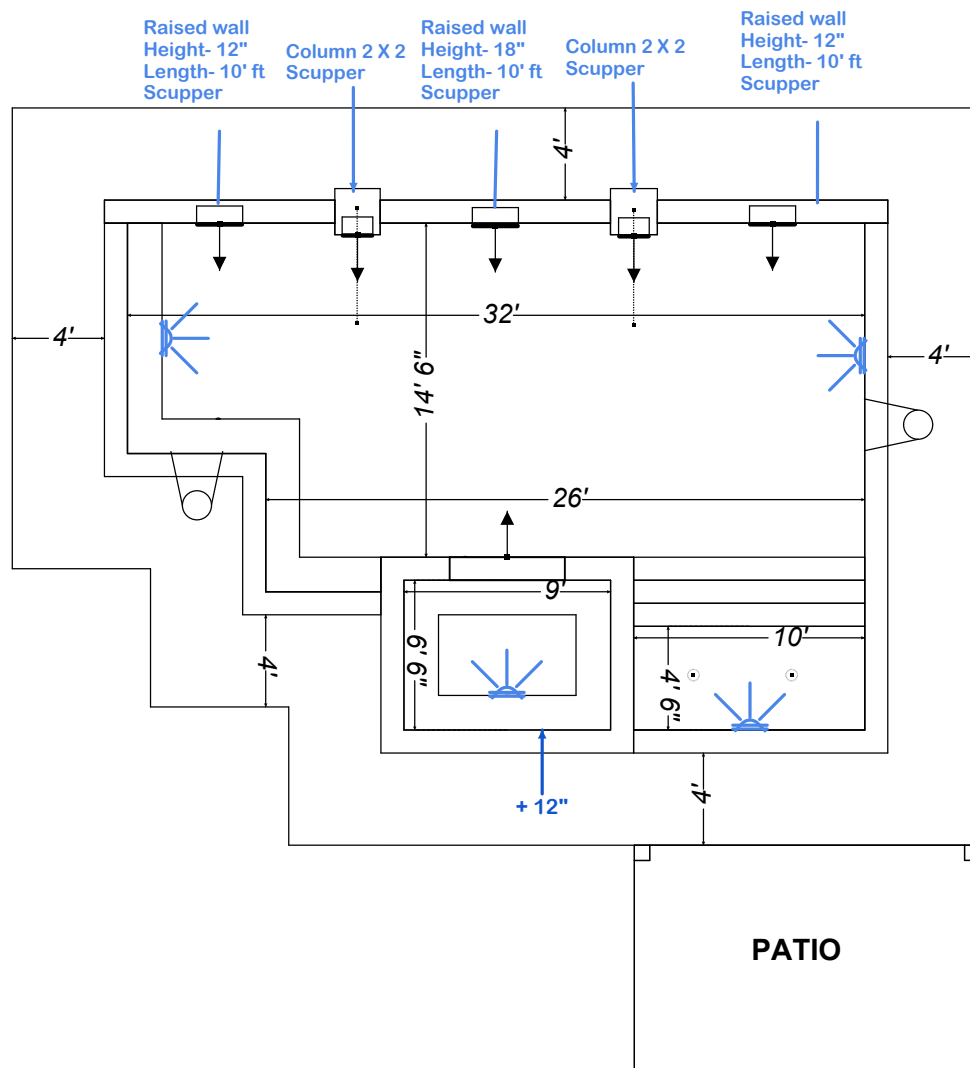 Raised wall
Height- 12"
Length- 10' ft
Scupper
Column 2 X 2
Scupper
Raised wall
Height- 18"
Length- 10' ft
Scupper
Column 2 X 2
Scupper
Raised wall
Height- 12"
Length- 10' ft
Scupper
4'
32'
4'
4'
14' 6"
26'
9'
6' 6"
10'
4' 6"
4'
+ 12"
4'
PATIO